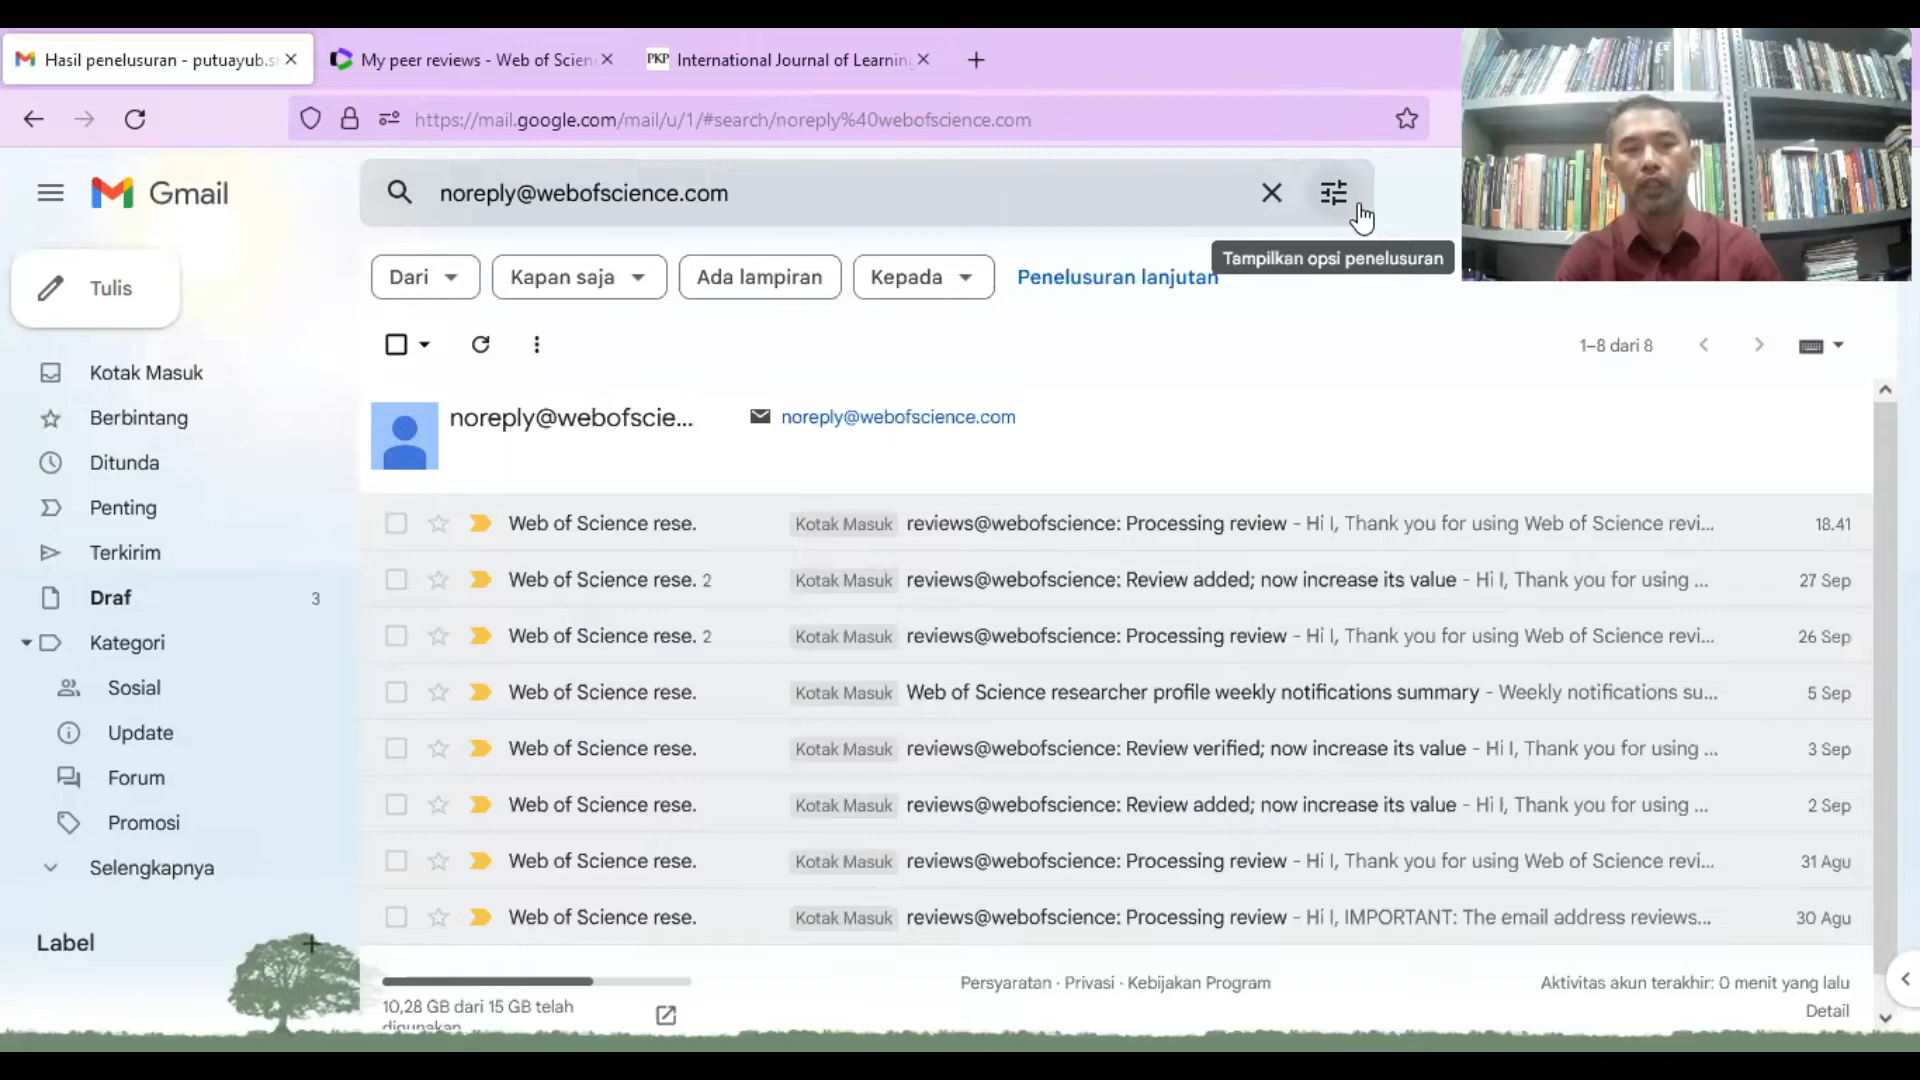 Hasil penelusuran - putuayub.s
My peer reviews - Web of Scien
PKP International Journal of Learning
https://mail.google.com/mail/u/1/#search/noreply%40webofscience.com
Gmail
noreply@webofscience.com
Tampilkan opsi penelusuran
Dari
Kapan saja
Ada lampiran
Kepada
Penelusuran lanjutan
Tulis
1–8 dari 8
Kotak Masuk
Berbintang
Ditunda
Penting
Terkirim
Draf 3
Kategori
Sosial
Update
Forum
Promosi
Selengkapnya
Label
noreply@webofscie... noreply@webofscience.com
Web of Science rese. Kotak Masuk reviews@webofscience: Processing review - Hi I, Thank you for using Web of Science revi... 18.41
Web of Science rese. 2 Kotak Masuk reviews@webofscience: Review added; now increase its value - Hi I, Thank you for using ... 27 Sep
Web of Science rese. 2 Kotak Masuk reviews@webofscience: Processing review - Hi I, Thank you for using Web of Science revi... 26 Sep
Web of Science rese. Kotak Masuk Web of Science researcher profile weekly notifications summary - Weekly notifications su... 5 Sep
Web of Science rese. Kotak Masuk reviews@webofscience: Review verified; now increase its value - Hi I, Thank you for using ... 3 Sep
Web of Science rese. Kotak Masuk reviews@webofscience: Review added; now increase its value - Hi I, Thank you for using ... 2 Sep
Web of Science rese. Kotak Masuk reviews@webofscience: Processing review - Hi I, Thank you for using Web of Science revi... 31 Agu
Web of Science rese. Kotak Masuk reviews@webofscience: Processing review - Hi I, IMPORTANT: The email address reviews... 30 Agu
10,28 GB dari 15 GB telah
digunakan
Persyaratan · Privasi · Kebijakan Program
Aktivitas akun terakhir: 0 menit yang lalu
Detail